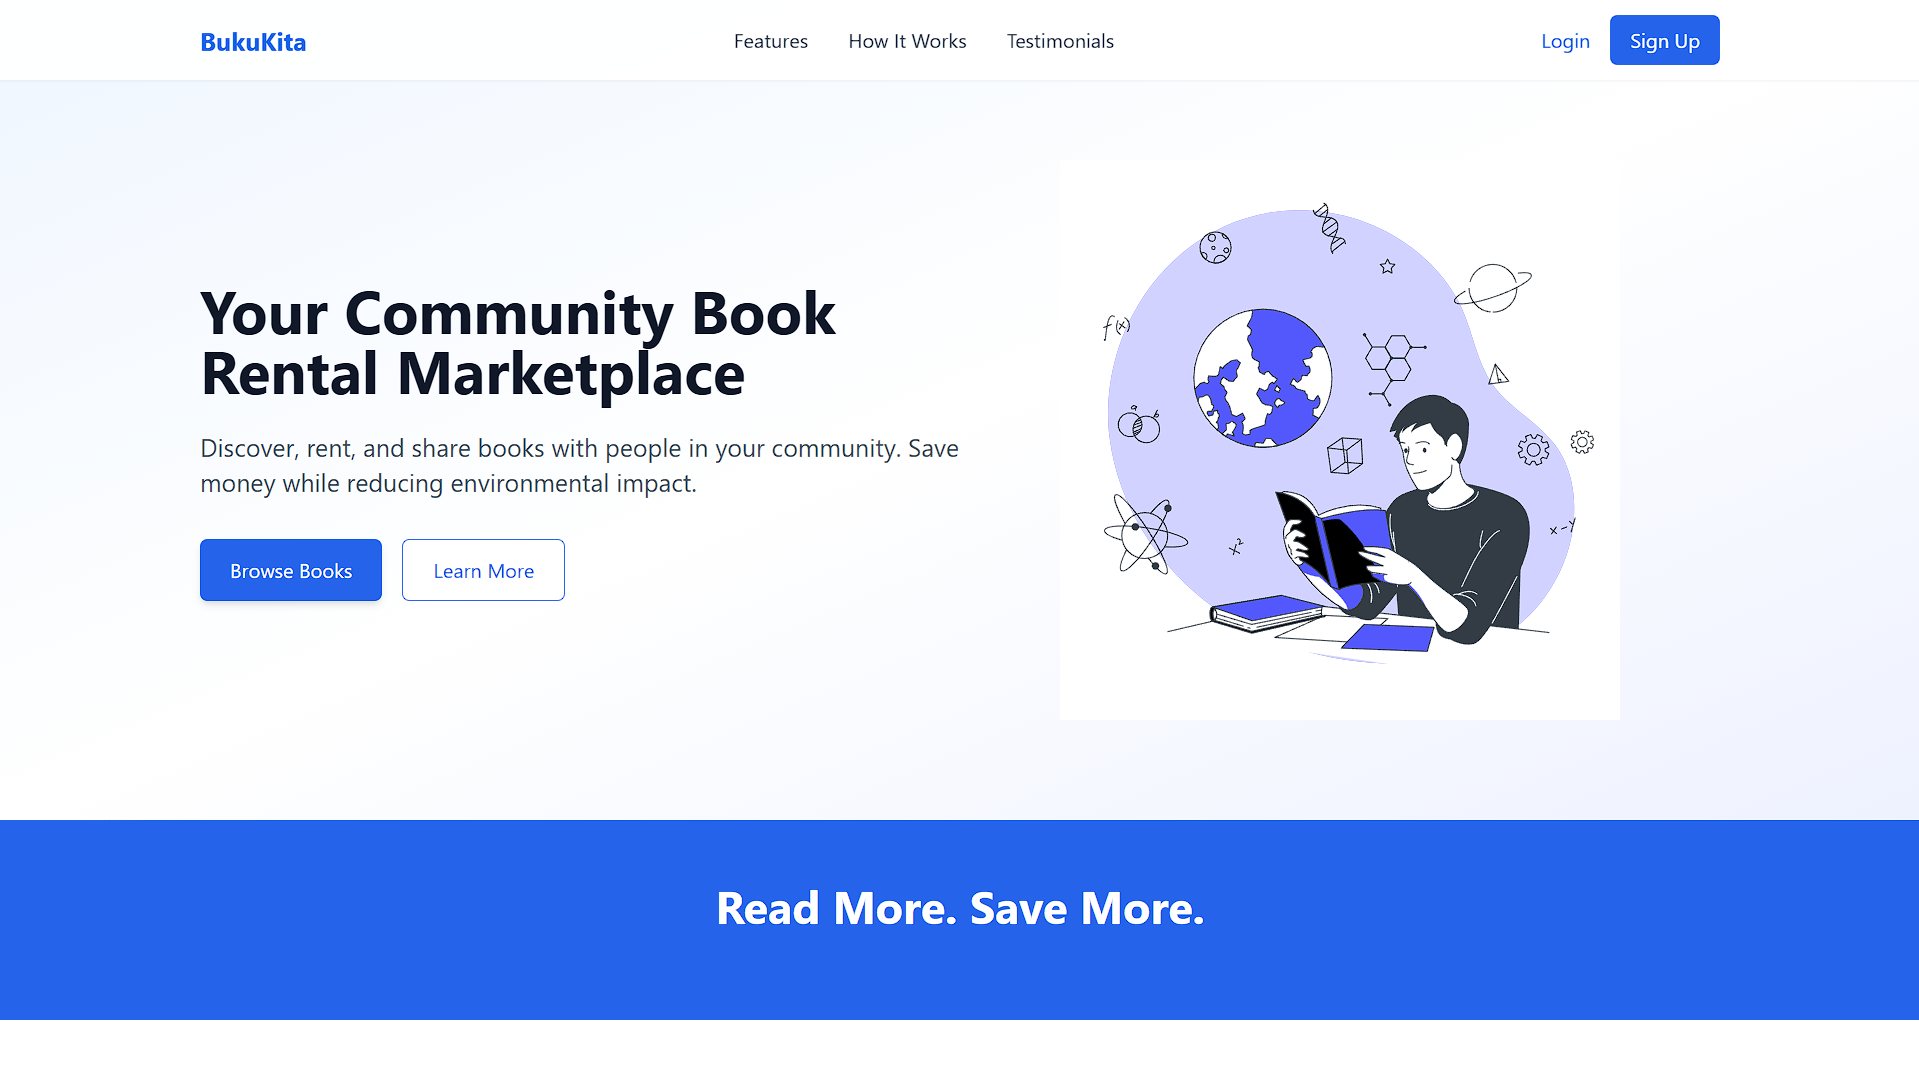 BukuKita
Features
How It Works
Testimonials
Login
Sign Up
Your Community Book
Rental Marketplace
Discover, rent, and share books with people in your community. Save
money while reducing environmental impact.
Browse Books
Learn More
f(x)
a
b
x²
x-y
Read More. Save More.